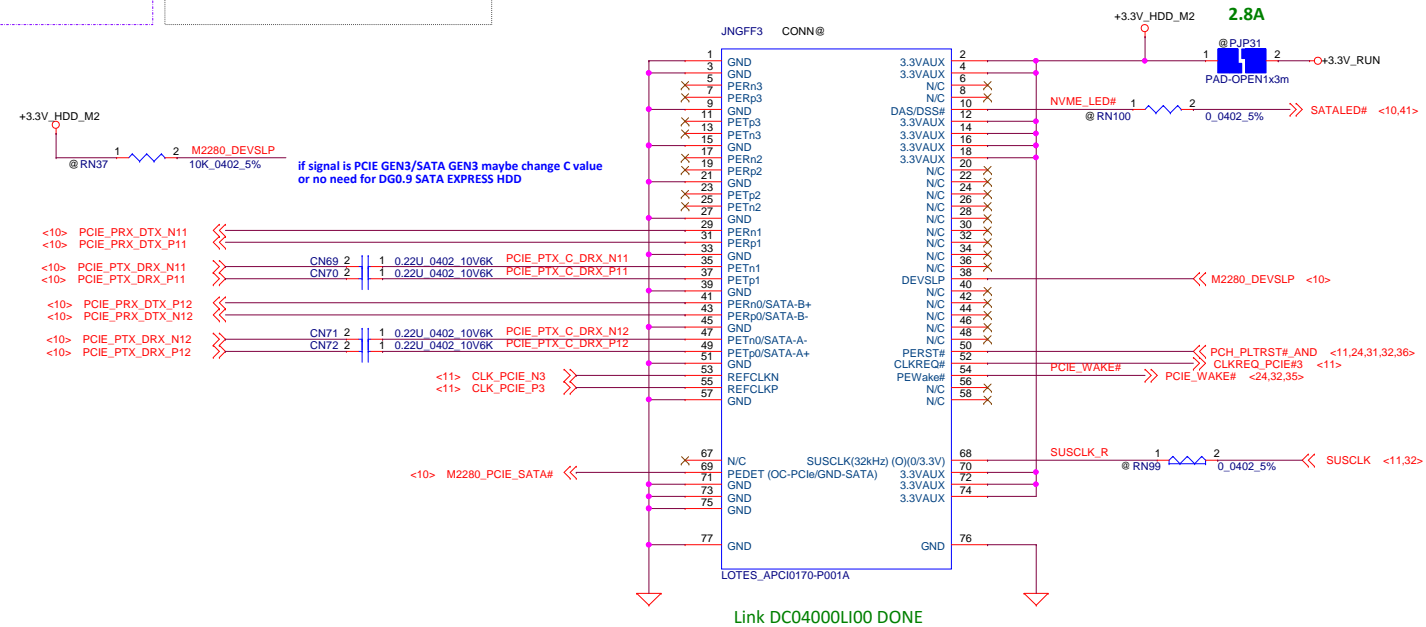 +3.3V_HDD_M2 2.8A
JNGFF3 CONN@
@PJP31
1 2 +3.3V_RUN
PAD-OPEN1x3m
+3.3V_HDD_M2
1 2 M2280_DEVSLP
@RN37 10K_0402_5%
if signal is PCIE GEN3/SATA GEN3 maybe change C value
or no need for DG0.9 SATA EXPRESS HDD
<10> PCIE_PRX_DTX_N11
<10> PCIE_PRX_DTX_P11
<10> PCIE_PTX_DRX_N11 CN69 2 1 0.22U_0402_10V6K PCIE_PTX_C_DRX_N11
<10> PCIE_PTX_DRX_P11 CN70 2 1 0.22U_0402_10V6K PCIE_PTX_C_DRX_P11
<10> PCIE_PRX_DTX_P12
<10> PCIE_PRX_DTX_N12
<10> PCIE_PTX_DRX_N12 CN71 2 1 0.22U_0402_10V6K PCIE_PTX_C_DRX_N12
<10> PCIE_PTX_DRX_P12 CN72 2 1 0.22U_0402_10V6K PCIE_PTX_C_DRX_P12
<11> CLK_PCIE_N3
<11> CLK_PCIE_P3
<10> M2280_PCIE_SATA#
1 GND
3 GND
5 PERn3
7 PERp3
9 GND
11 PETp3
13 PETn3
15 GND
17 PERn2
19 PERp2
21 GND
23 PETp2
25 PETn2
27 GND
29 PERn1
31 PERp1
33 GND
35 PETn1
37 PETp1
39 GND
41 PERn0/SATA-B+
43 PERp0/SATA-B-
45 GND
47 PETn0/SATA-A-
49 PETp0/SATA-A+
51 GND
53 REFCLKN
55 REFCLKP
57 GND
67 N/C
69 PEDET (OC-PCIe/GND-SATA)
71 GND
73 GND
75 GND
77 GND
3.3VAUX 2
3.3VAUX 4
N/C 6
N/C 8
DAS/DSS# 10
3.3VAUX 12
3.3VAUX 14
3.3VAUX 16
3.3VAUX 18
N/C 20
N/C 22
N/C 24
N/C 26
N/C 28
N/C 30
N/C 32
N/C 34
N/C 36
DEVSLP 38
N/C 40
N/C 42
N/C 44
N/C 46
N/C 48
PERST# 50
CLKREQ# 52
PEWake# 54
N/C 56
N/C 58
SUSCLK(32kHz) (O)(0/3.3V) 68
3.3VAUX 70
3.3VAUX 72
3.3VAUX 74
GND 76
NVME_LED# 1 2 SATALED# <10,41>
@RN100 0_0402_5%
M2280_DEVSLP <10>
PCH_PLTRST#_AND <11,24,31,32,36>
CLKREQ_PCIE#3 <11>
PCIE_WAKE# PCIE_WAKE# <24,32,35>
SUSCLK_R 1 2 SUSCLK <11,32>
@RN99 0_0402_5%
LOTES_APCI0170-P001A
Link DC04000LI00 DONE